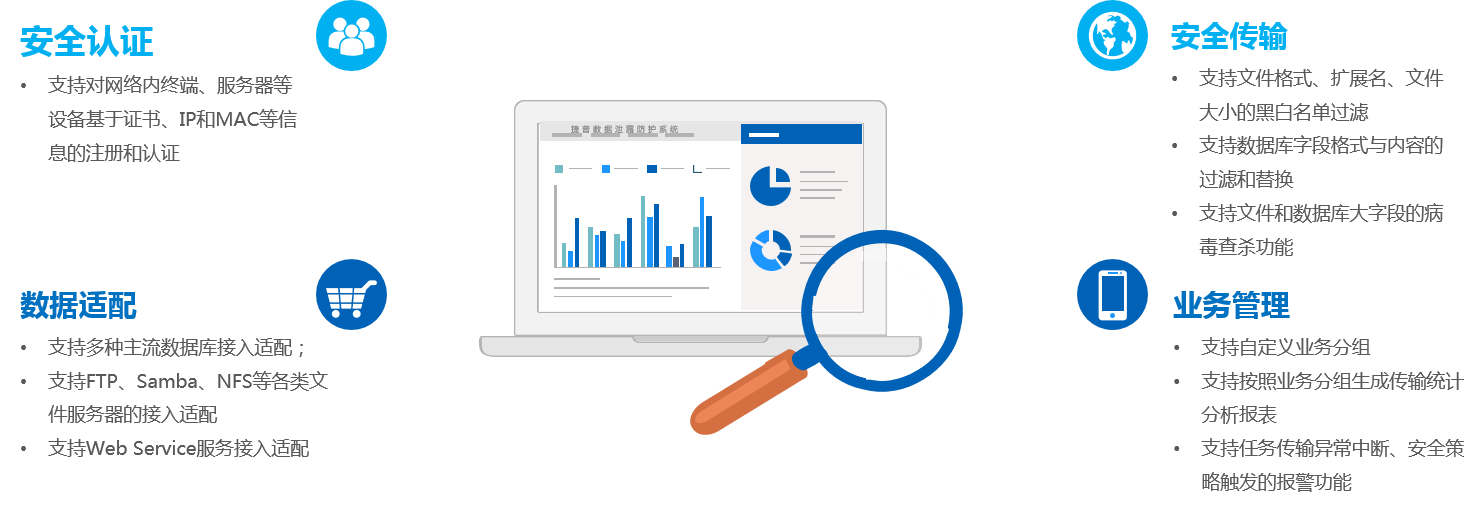 安全认证
• 支持对网络内终端、服务器等
设备基于证书、IP和MAC等信
息的注册和认证
数据适配
• 支持多种主流数据库接入适配；
• 支持FTP、Samba、NFS等各类文
件服务器的接入适配
• 支持Web Service服务接入适配
捷普数据泄露防护系统
安全传输
• 支持文件格式、扩展名、文件
大小的黑白名单过滤
• 支持数据库字段格式与内容的
过滤和替换
• 支持文件和数据库大字段的病
毒查杀功能
业务管理
• 支持自定义业务分组
• 支持按照业务分组生成传输统计
分析报表
• 支持任务传输异常中断、安全策
略触发的报警功能